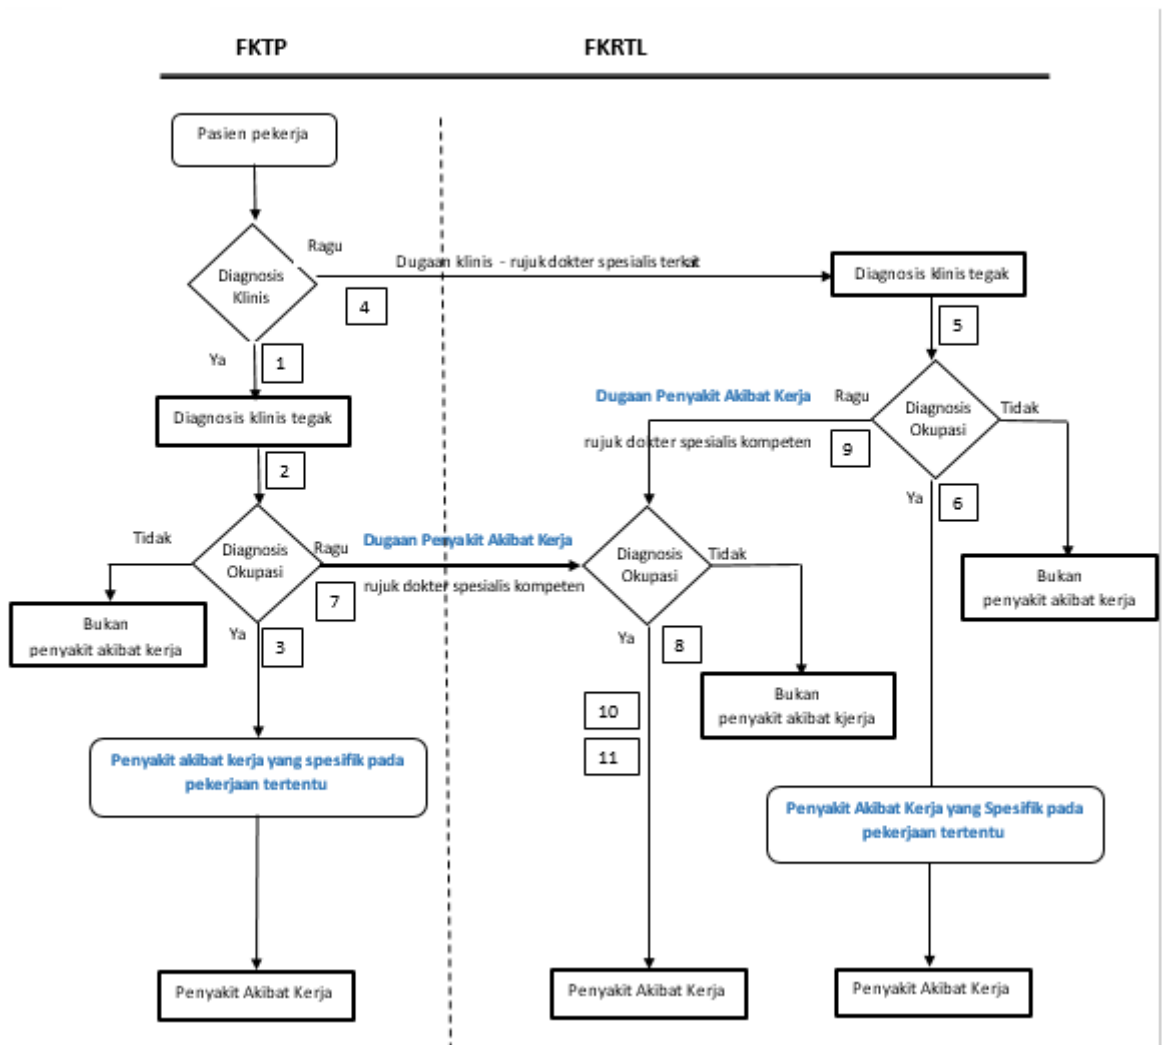 FKTP
FKRTL
Pasien pekerja
Ragu
Diagnosis
Klinis
Dugaan klinis - rujuk dokter spesialis terkait
Diagnosis klinis tegak
4
5
Ya
1
Diagnosis klinis tegak
Dugaan Penyakit Akibat Kerja
Ragu
Diagnosis
Okupasi
Tidak
rujuk dokter spesialis kompeten
9
2
Ya
6
Tidak
Diagnosis
Okupasi
Ragu
Dugaan Penyakit Akibat Kerja
rujuk dokter spesialis kompeten
7
Diagnosis
Okupasi
Tidak
Bukan
penyakit akibat kerja
Bukan
penyakit akibat kerja
Ya
3
Ya
8
10
11
Bukan
penyakit akibat kjerja
Penyakit akibat kerja yang spesifik pada
pekerjaan tertentu
Penyakit Akibat Kerja yang Spesifik pada
pekerjaan tertentu
Penyakit Akibat Kerja
Penyakit Akibat Kerja
Penyakit Akibat Kerja